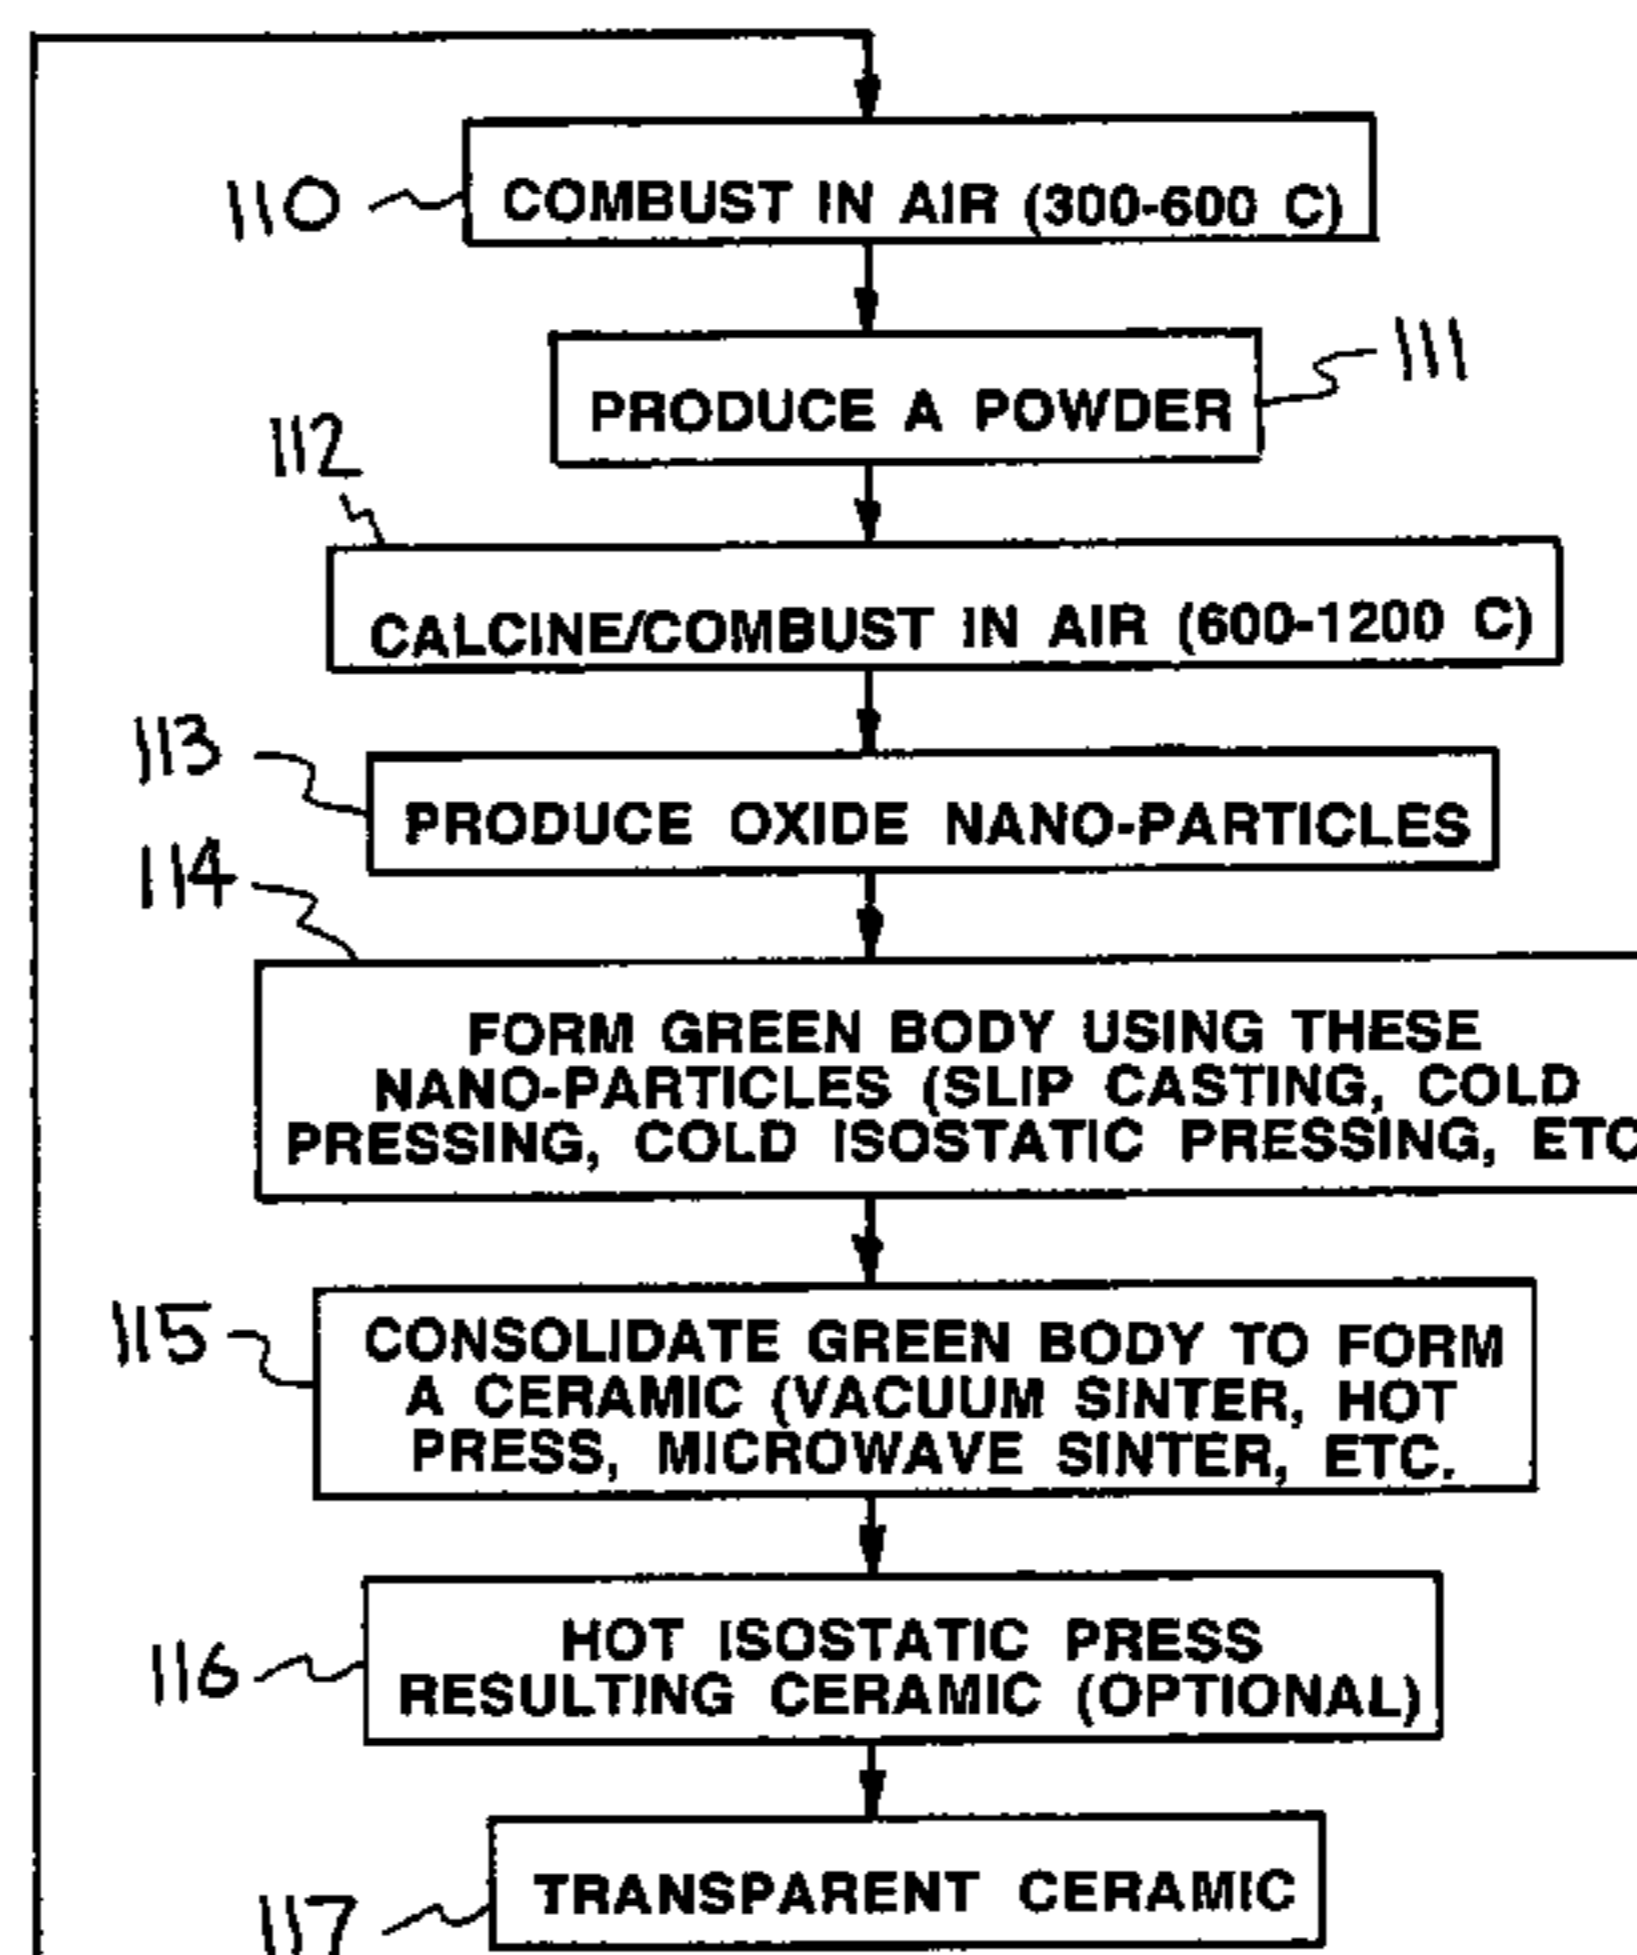 110
COMBUST IN AIR (300-600 C)
111
PRODUCE A POWDER
112
CALCINE/COMBUST IN AIR (600-1200 C)
113
PRODUCE OXIDE NANO-PARTICLES
114
FORM GREEN BODY USING THESE
NANO-PARTICLES (SLIP CASTING, COLD
PRESSING, COLD ISOSTATIC PRESSING, ETC
115
CONSOLIDATE GREEN BODY TO FORM
A CERAMIC (VACUUM SINTER, HOT
PRESS, MICROWAVE SINTER, ETC.
116
HOT ISOSTATIC PRESS
RESULTING CERAMIC (OPTIONAL)
117
TRANSPARENT CERAMIC